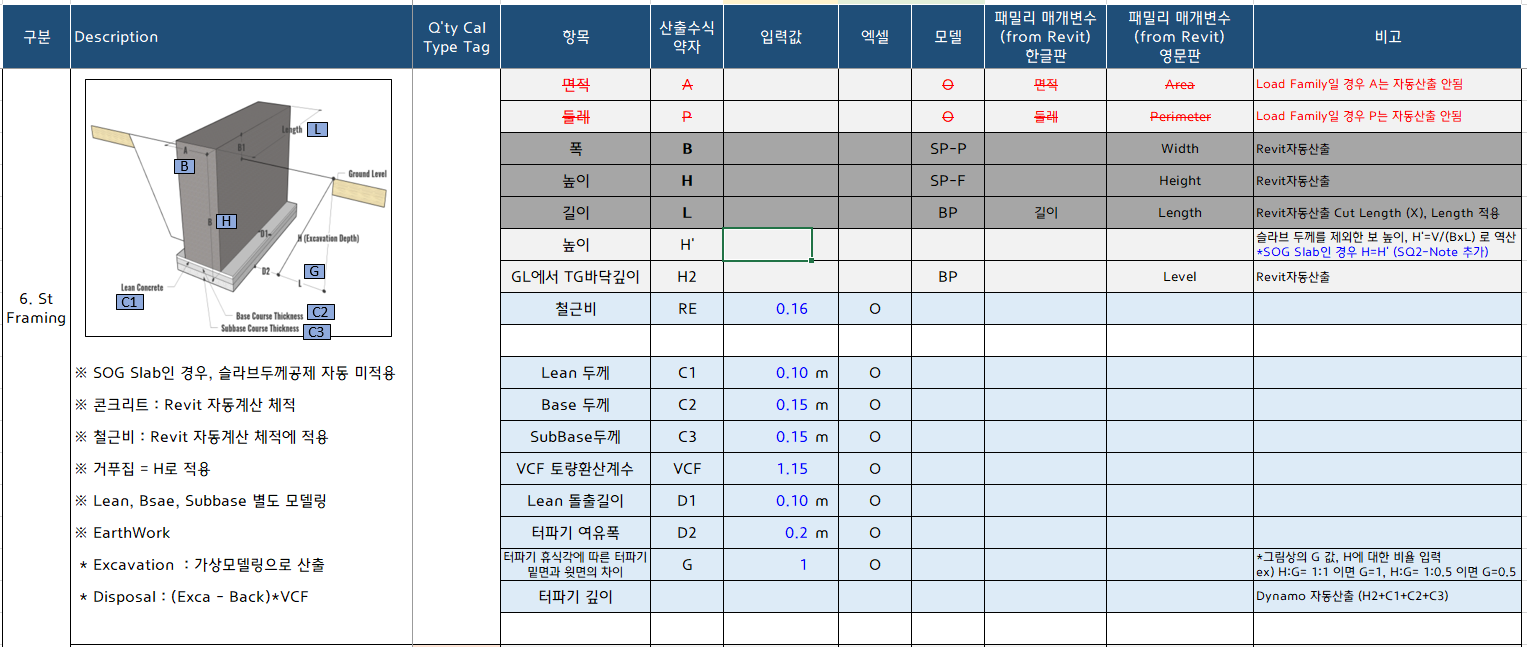 구분
Description
Q'ty Cal
Type Tag
항목
산출수식
약자
입력값
엑셀
모델
패밀리 매개변수
(from Revit)
한글판
패밀리 매개변수
(from Revit)
영문판
비고
6. St
Framing
Length L
A
B1
B
Ground Level
H
B
D1
H (Excavation Depth)
D2
G
L
Lean Concrete
C1
Base Course Thickness C2
Subbase Course Thickness C3
※ SOG Slab인 경우, 슬라브두께공제 자동 미적용
※ 콘크리트 : Revit 자동계산 체적
※ 철근비 : Revit 자동계산 체적에 적용
※ 거푸집 = H로 적용
※ Lean, Bsae, Subbase 별도 모델링
※ EarthWork
* Excavation : 가상모델링으로 산출
* Disposal : (Exca - Back)*VCF
면적 A O 면적 Area Load Family일 경우 A는 자동산출 안됨
둘레 P O 둘레 Perimeter Load Family일 경우 P는 자동산출 안됨
폭 B SP-P Width Revit자동산출
높이 H SP-F Height Revit자동산출
길이 L BP 길이 Length Revit자동산출 Cut Length (X), Length 적용
높이 H' 슬라브 두께를 제외한 보 높이, H'=V/(BxL) 로 역산
*SOG Slab인 경우 H=H' (SQ2-Note 추가)
GL에서 TG바닥깊이 H2 BP Level Revit자동산출
철근비 RE 0.16 O
Lean 두께 C1 0.10 m O
Base 두께 C2 0.15 m O
SubBase두께 C3 0.15 m O
VCF 토량환산계수 VCF 1.15 O
Lean 돌출길이 D1 0.10 m O
터파기 여유폭 D2 0.2 m O
터파기 휴식각에 따른 터파기
밑면과 윗면의 차이 G 1 O
*그림상의 G 값, H에 대한 비율 입력
ex) H:G= 1:1 이면 G=1, H:G= 1:0.5 이면 G=0.5
터파기 깊이 Dynamo 자동산출 (H2+C1+C2+C3)